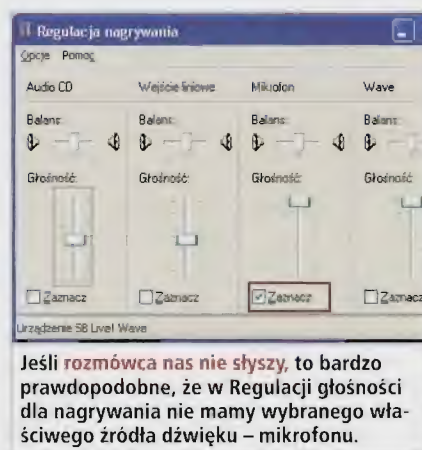 Regulacja nagrywania
Opcje Pomoc
Audio CD Wejście liniowe Mikrofon Wave
Balans: Balans: Balans: Balans:
Głośność: Głośność: Głośność: Głośność
Zaznacz Zaznacz Zaznacz Zaznacz
Urządzenie SB Live! Wave
Jeśli rozmówca nas nie słyszy, to bardzo
prawdopodobne, że w Regulacji głośności
dla nagrywania nie mamy wybranego wła-
ściwego źródła dźwięku – mikrofonu.